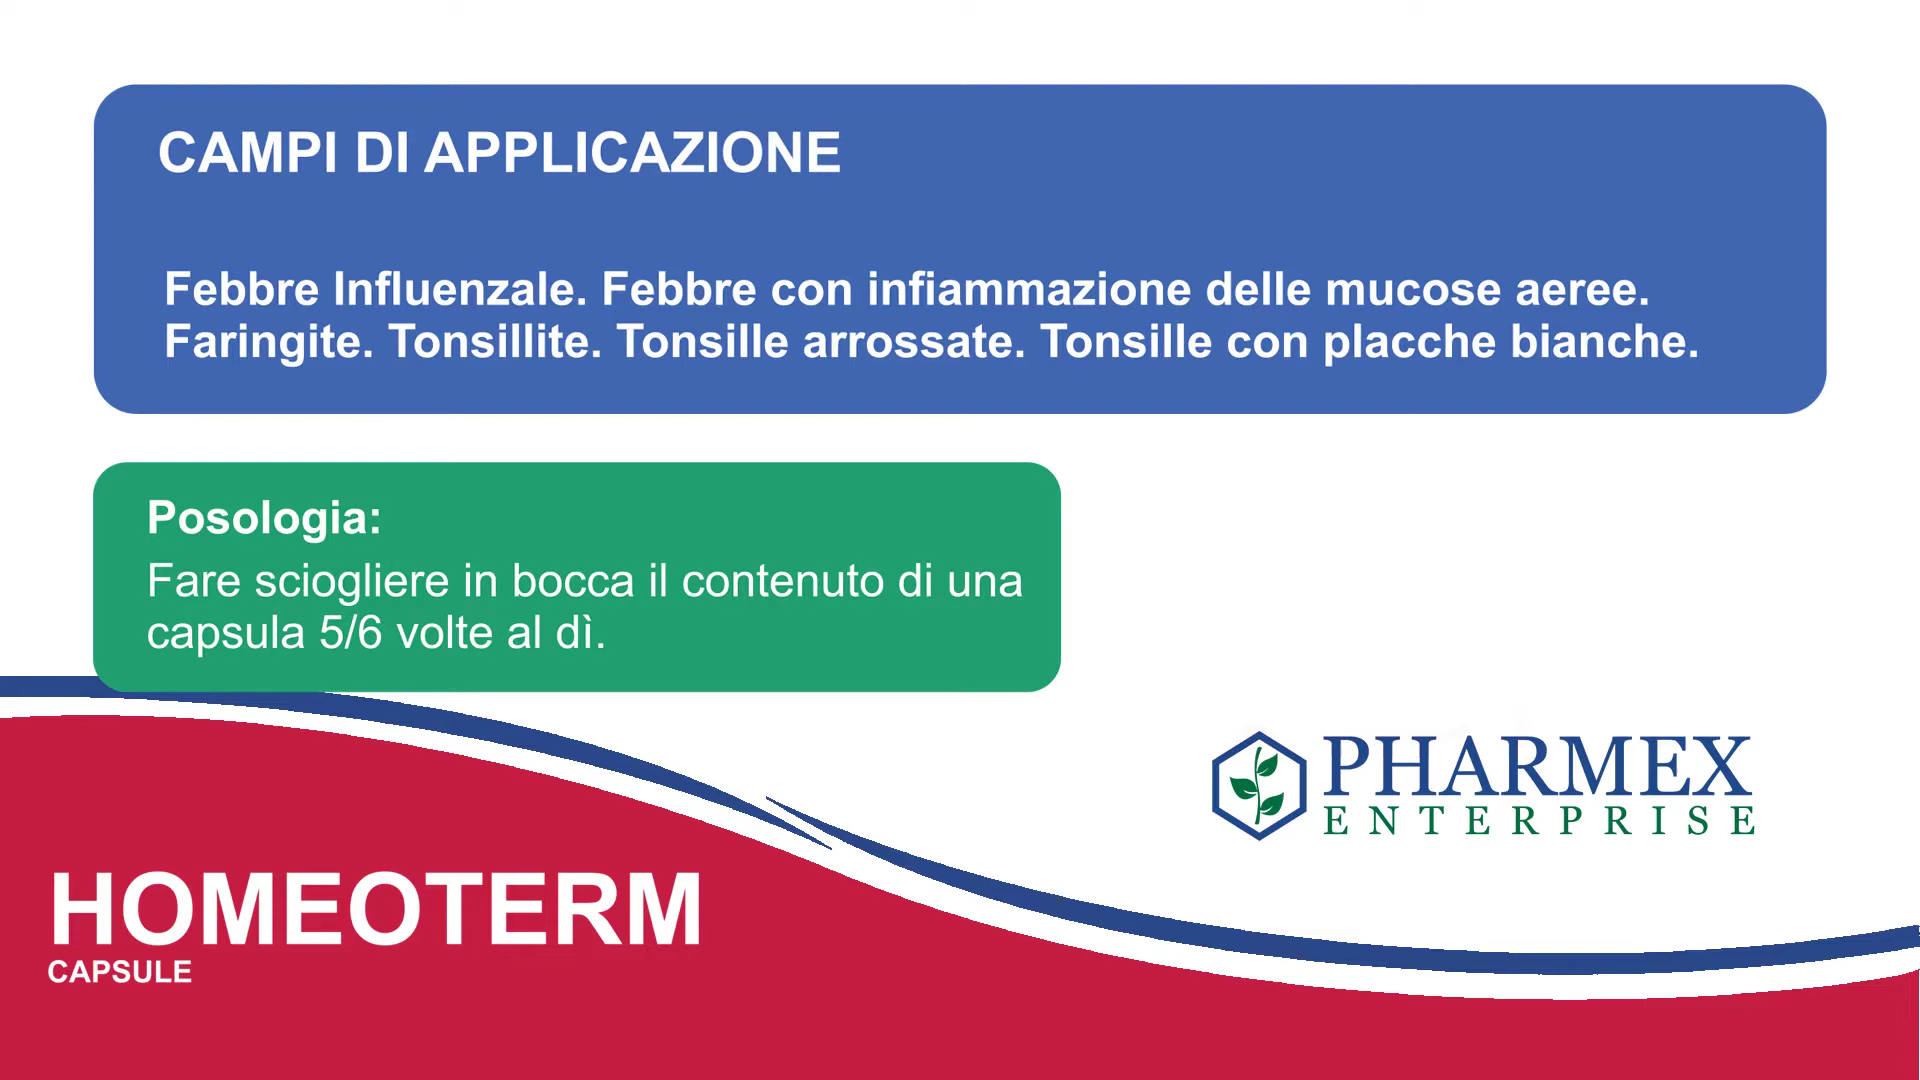 CAMPI DI APPLICAZIONE
Febbre Influenzale. Febbre con infiammazione delle mucose aeree.
Faringite. Tonsillite. Tonsille arrossate. Tonsille con placche bianche.
Posologia:
Fare sciogliere in bocca il contenuto di una
capsula 5/6 volte al dì.
PHARMEX
ENTERPRISE
HOMEOTERM
CAPSULE